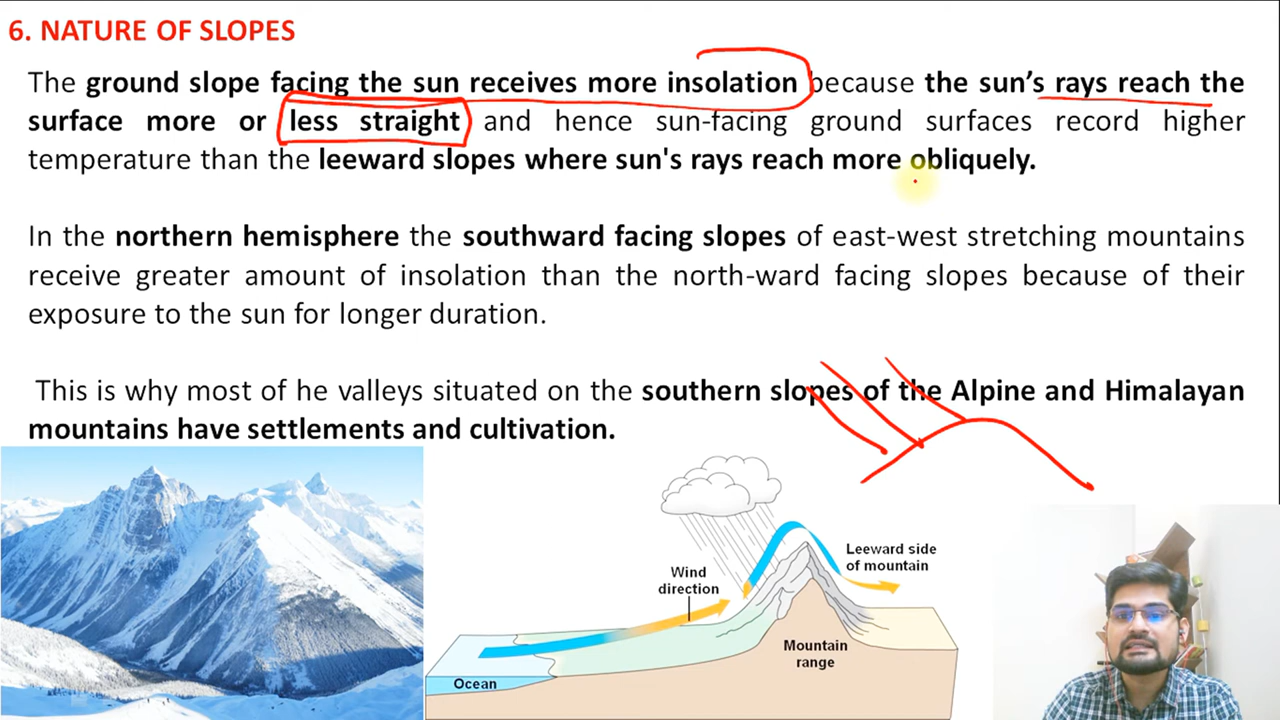 6. NATURE OF SLOPES
The ground slope facing the sun receives more insolation because the sun’s rays reach the
surface more or less straight and hence sun-facing ground surfaces record higher
temperature than the leeward slopes where sun's rays reach more obliquely.
In the northern hemisphere the southward facing slopes of east-west stretching mountains
receive greater amount of insolation than the north-ward facing slopes because of their
exposure to the sun for longer duration.
This is why most of he valleys situated on the southern slopes of the Alpine and Himalayan
mountains have settlements and cultivation.
Leeward side
of mountain
Wind
direction
Mountain
range
Ocean